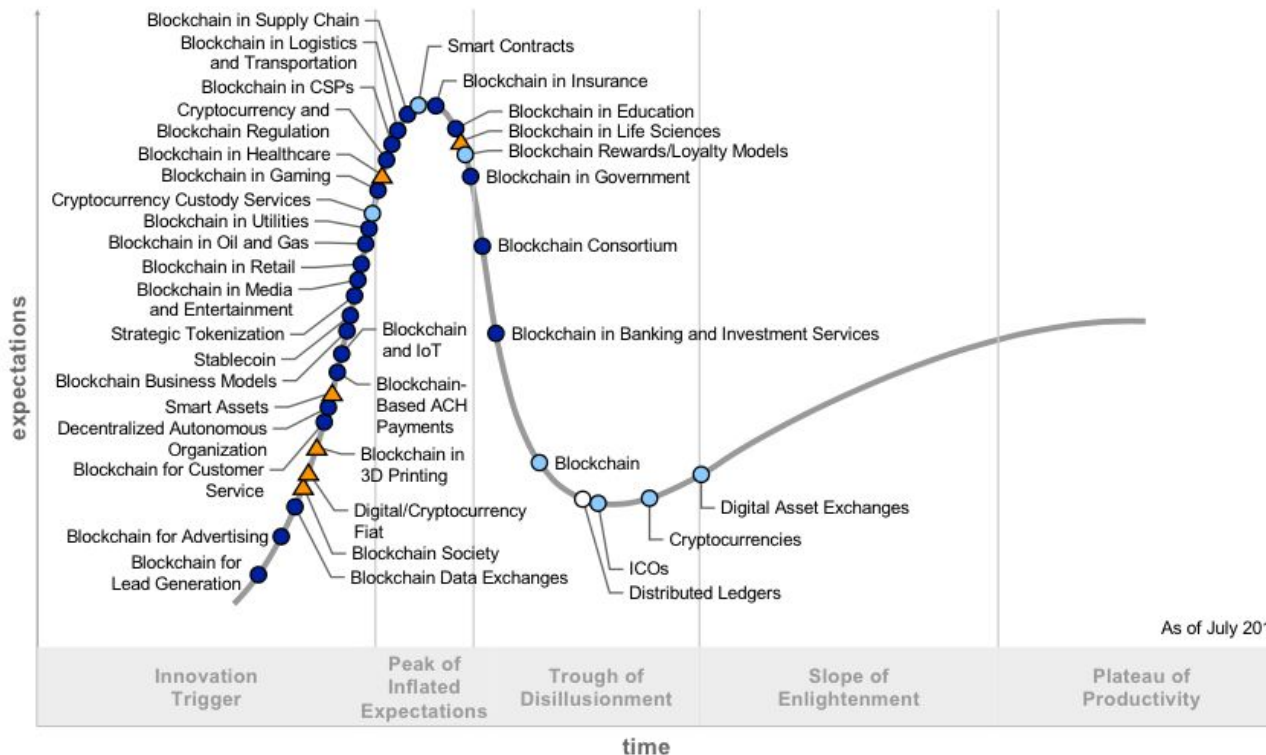 Blockchain in Supply Chain
Blockchain in Logistics
and Transportation
Blockchain in CSPs
Cryptocurrency and
Blockchain Regulation
Blockchain in Healthcare
Blockchain in Gaming
Cryptocurrency Custody Services
Blockchain in Utilities
Blockchain in Oil and Gas
Blockchain in Retail
Blockchain in Media
and Entertainment
Strategic Tokenization
Stablecoin
Blockchain Business Models
Smart Assets
Decentralized Autonomous
Organization
Blockchain for Customer
Service
Blockchain for Advertising
Blockchain for
Lead Generation
Blockchain
and IoT
Blockchain-
Based ACH
Payments
Blockchain in
3D Printing
Digital/Cryptocurrency
Fiat
Blockchain Society
Blockchain Data Exchanges
Smart Contracts
Blockchain in Insurance
Blockchain in Education
Blockchain in Life Sciences
Blockchain Rewards/Loyalty Models
Blockchain in Government
Blockchain Consortium
Blockchain in Banking and Investment Services
Blockchain
Digital Asset Exchanges
Cryptocurrencies
ICOs
Distributed Ledgers
As of July
expectations
Innovation
Trigger
Peak of
Inflated
Expectations
Trough of
Disillusionment
Slope of
Enlightenment
Plateau of
Productivity
time